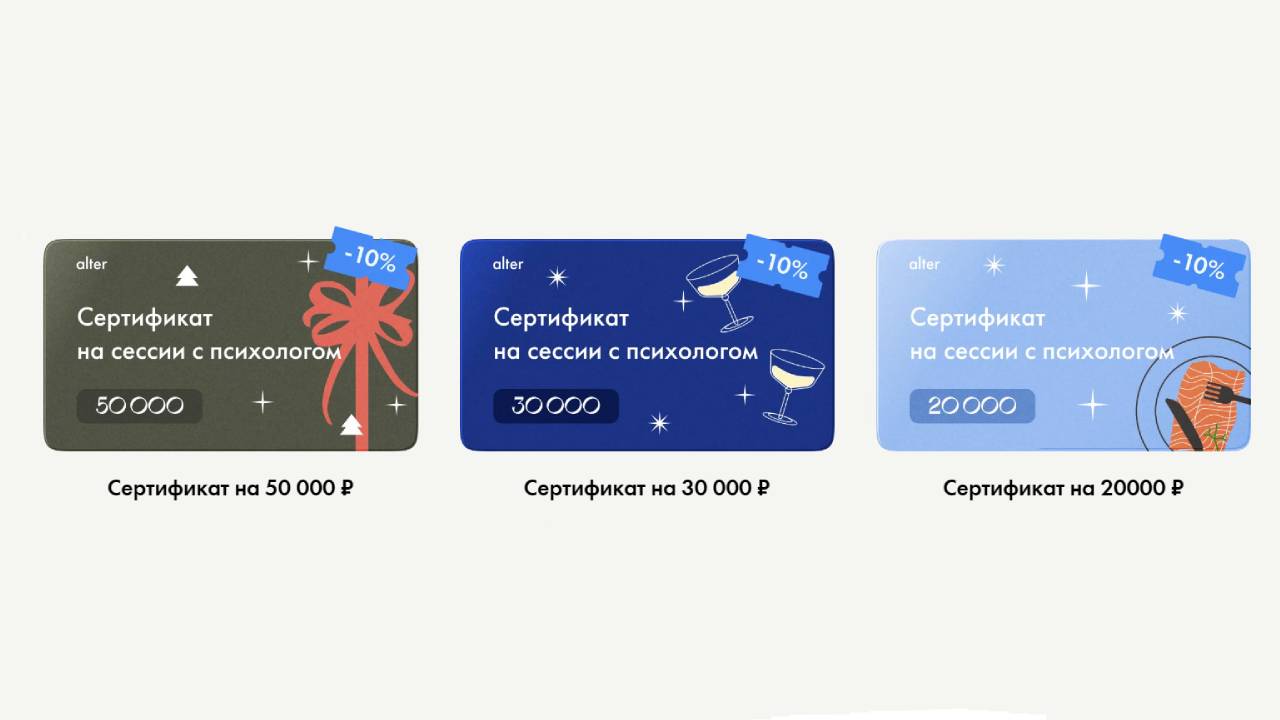 alter
-10%
Сертификат
на сессии с психологом
50 000
Сертификат на 50 000 ₽
alter
-10%
Сертификат
на сессии с психологом
30 000
Сертификат на 30 000 ₽
alter
-10%
Сертификат
на сессии с психологом
20 000
Сертификат на 20000 ₽